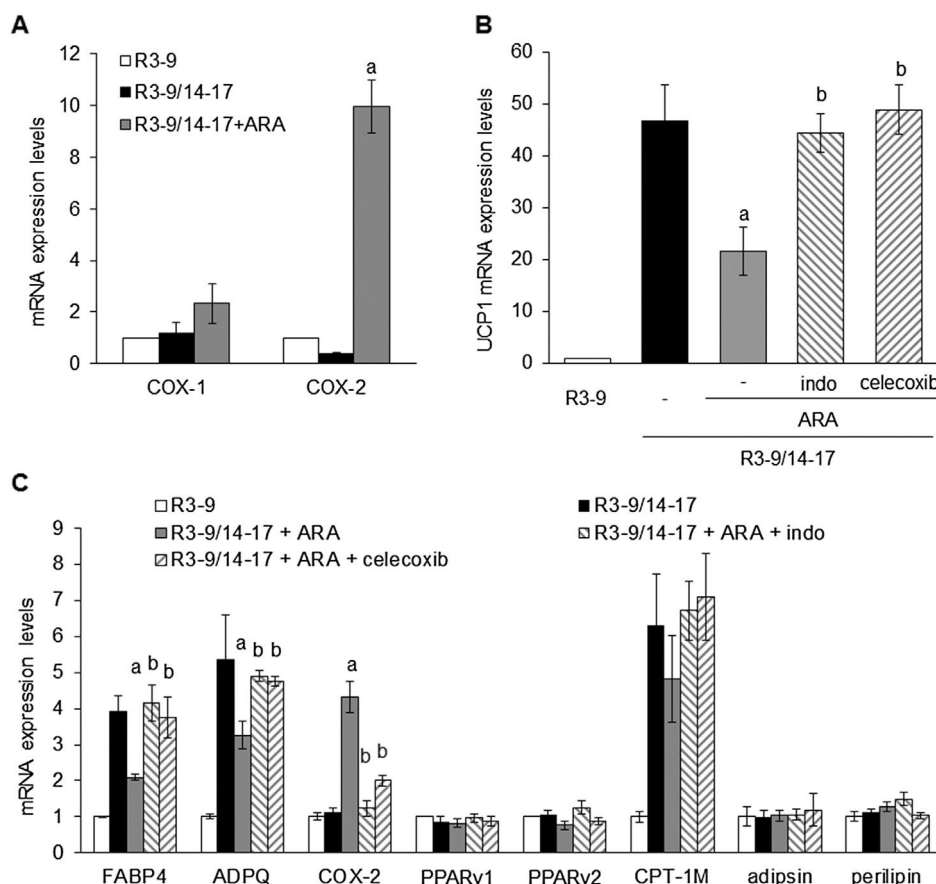 A
mRNA expression levels
12
10
8
6
4
2
0
R3-9
R3-9/14-17
R3-9/14-17+ARA
a
COX-1 COX-2
B
UCP1 mRNA expression levels
60
50
40
30
20
10
0
a
b
b
R3-9 - - indo celecoxib
ARA
R3-9/14-17
C
mRNA expression levels
R3-9 R3-9/14-17
R3-9/14-17 + ARA R3-9/14-17 + ARA + indo
R3-9/14-17 + ARA + celecoxib
9
8
7
6
5
4
3
2
1
0
a b b
a b b
a
b b
FABP4 ADPQ COX-2 PPARγ1 PPARγ2 CPT-1M adipsin perilipin